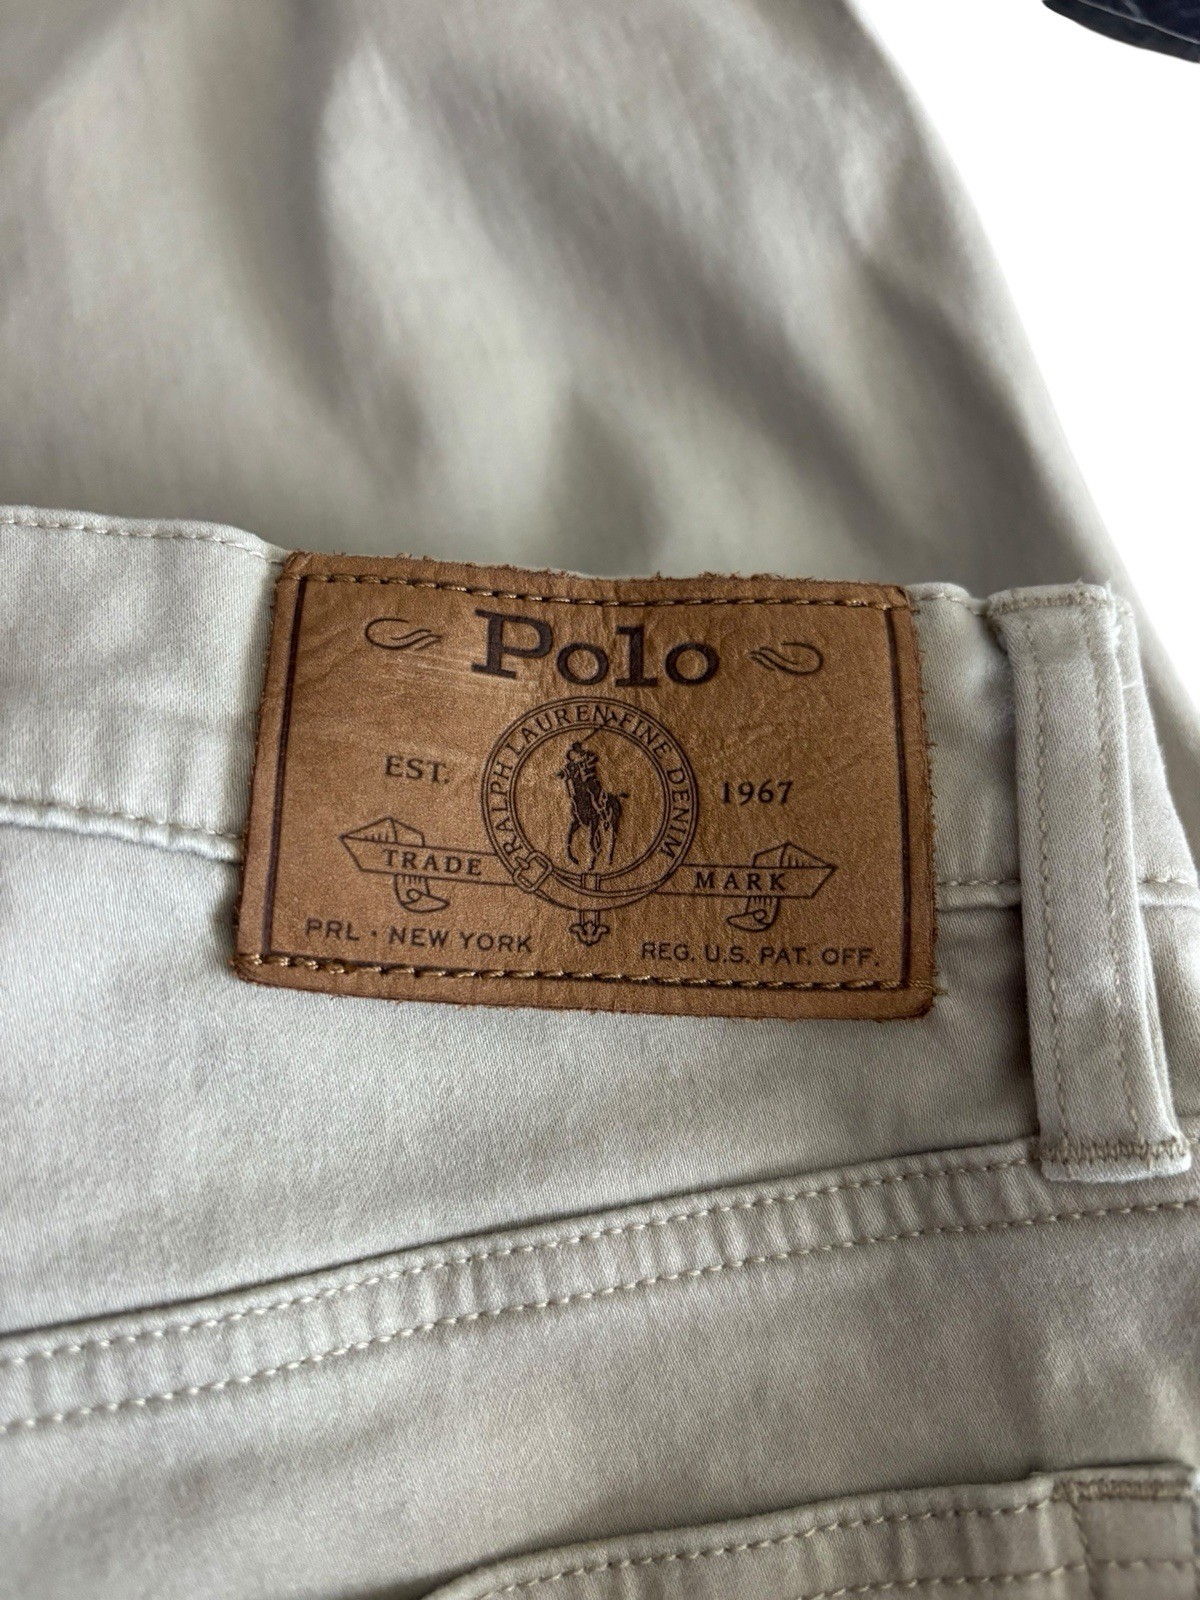 Polo
RALPH LAUREN FINE DENIM
EST. 1967
TRADE MARK
PRL · NEW YORK REG. U.S. PAT. OFF.